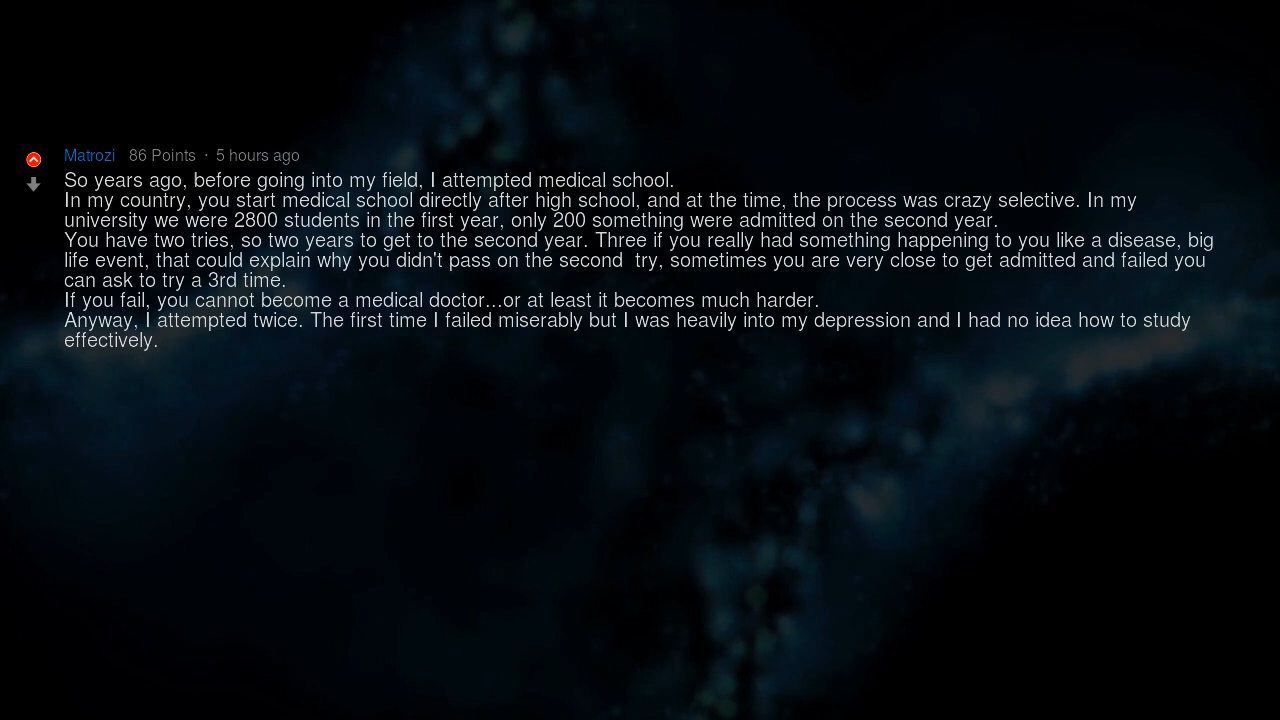 Matrozi 86 Points · 5 hours ago
So years ago, before going into my field, I attempted medical school.
In my country, you start medical school directly after high school, and at the time, the process was crazy selective. In my
university we were 2800 students in the first year, only 200 something were admitted on the second year.
You have two tries, so two years to get to the second year. Three if you really had something happening to you like a disease, big
life event, that could explain why you didn't pass on the second  try, sometimes you are very close to get admitted and failed you
can ask to try a 3rd time.
If you fail, you cannot become a medical doctor...or at least it becomes much harder.
Anyway, I attempted twice. The first time I failed miserably but I was heavily into my depression and I had no idea how to study
effectively.